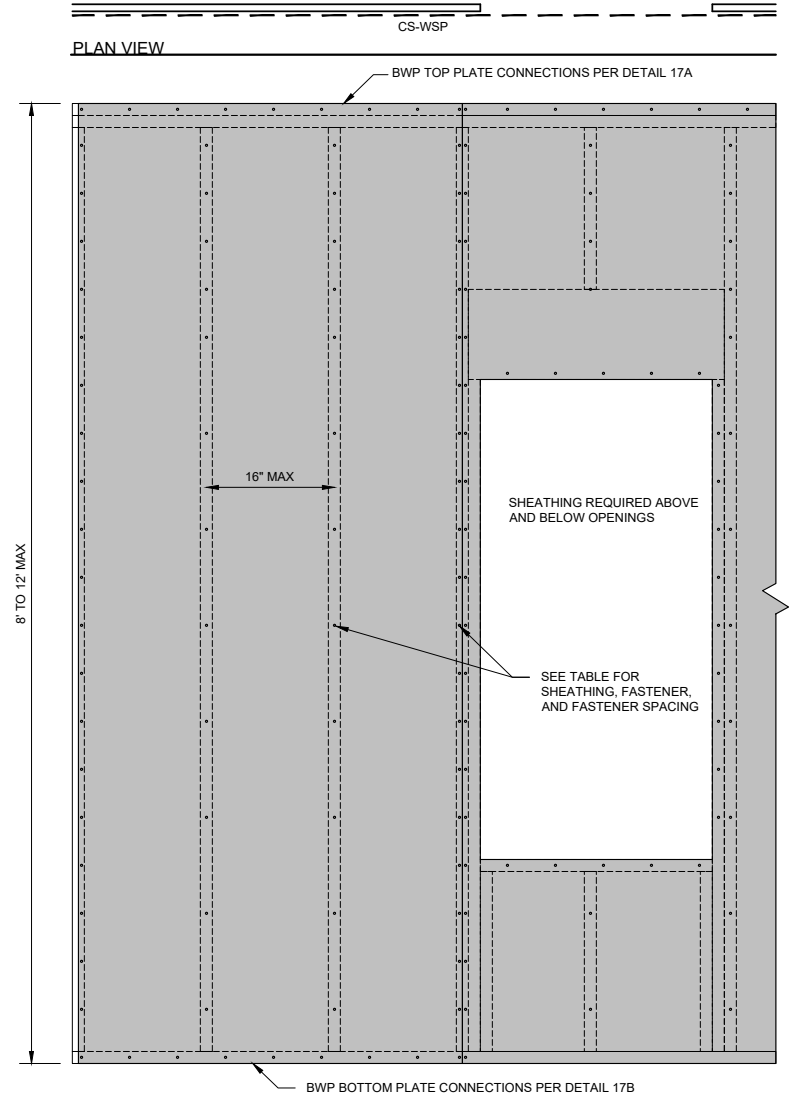 CS-WSP
PLAN VIEW
BWP TOP PLATE CONNECTIONS PER DETAIL 17A
16" MAX
SHEATHING REQUIRED ABOVE
AND BELOW OPENINGS
8' TO 12' MAX
SEE TABLE FOR
SHEATHING, FASTENER,
AND FASTENER SPACING
BWP BOTTOM PLATE CONNECTIONS PER DETAIL 17B